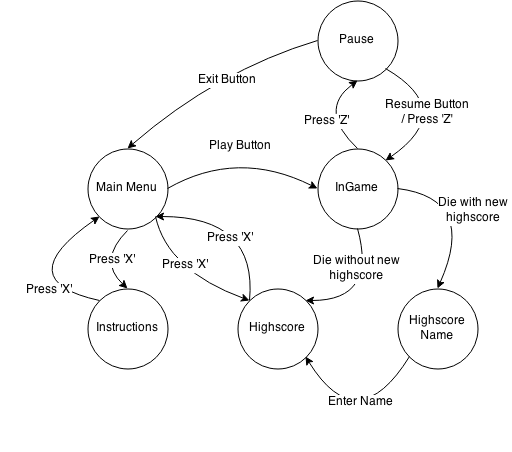 Pause
Exit Button
Resume Button
/ Press 'Z'
Press 'Z'
Play Button
Main Menu
InGame
Die with new
highscore
Press 'X'
Press 'X'
Press 'X'
Die without new
highscore
Press 'X'
Instructions
Highscore
Highscore
Name
Enter Name